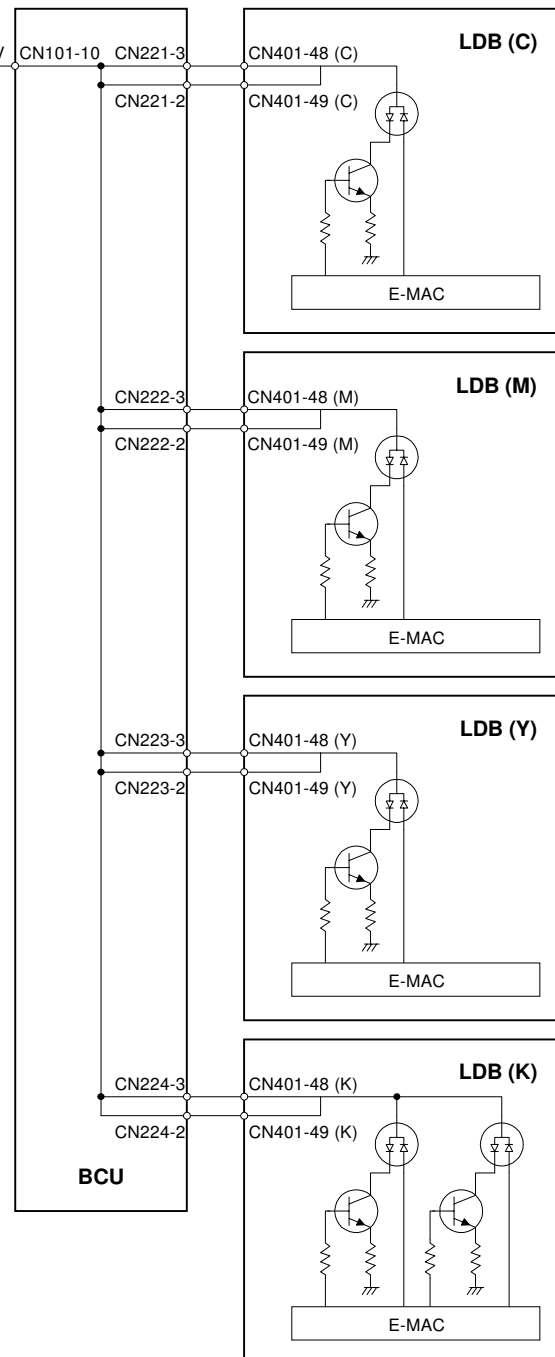 CN101-10 CN221-3 CN401-48 (C) LDB (C)
CN221-2 CN401-49 (C)
E-MAC
LDB (M)
CN222-3 CN401-48 (M)
CN222-2 CN401-49 (M)
E-MAC
LDB (Y)
CN223-3 CN401-48 (Y)
CN223-2 CN401-49 (Y)
E-MAC
LDB (K)
CN224-3 CN401-48 (K)
CN224-2 CN401-49 (K)
BCU
E-MAC